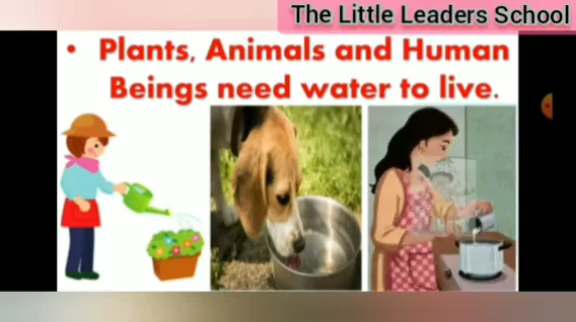 The Little Leaders School
• Plants, Animals and Human
Beings need water to live.